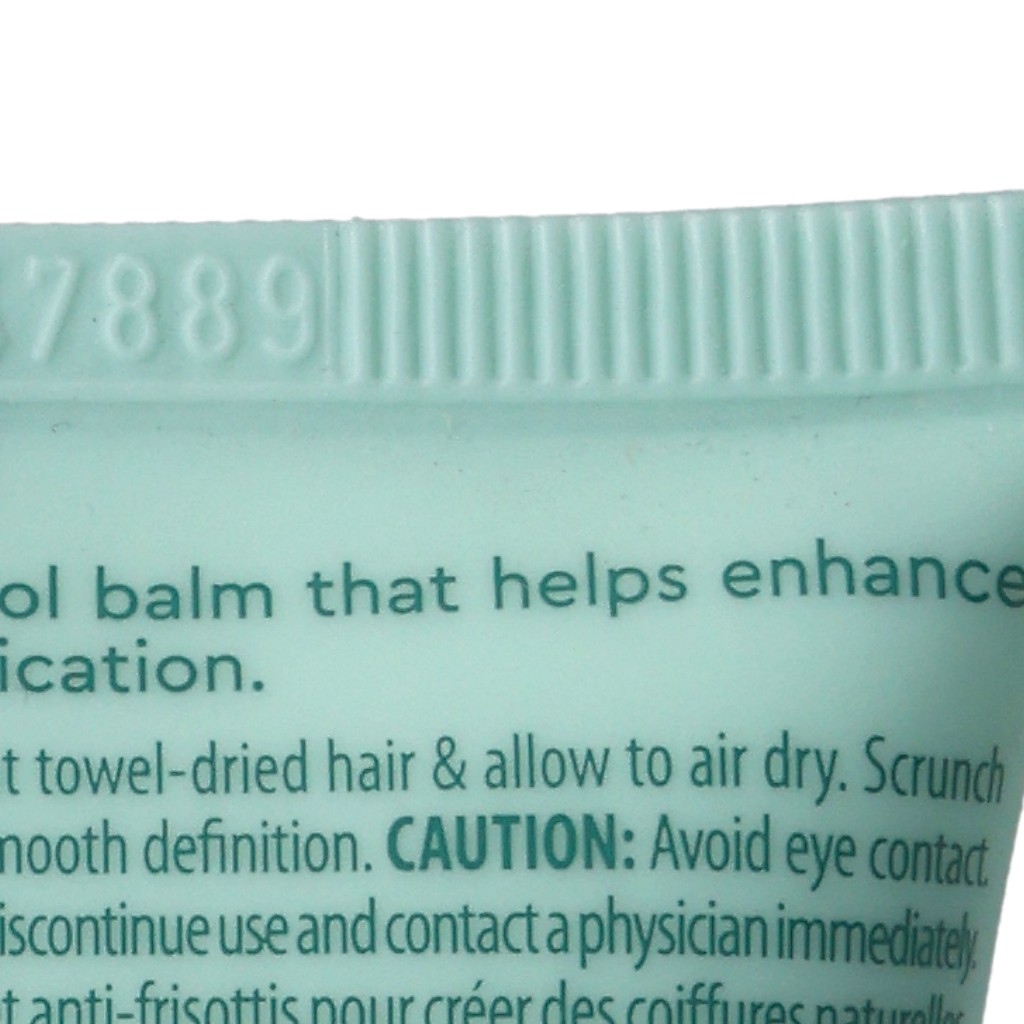 7889
ol balm that helps enhance
ication.
t towel-dried hair & allow to air dry. Scrunch
mooth definition. CAUTION: Avoid eye contact.
iscontinue use and contact a physician immediately.
t anti-frisottis pour créer des coiffures naturelles